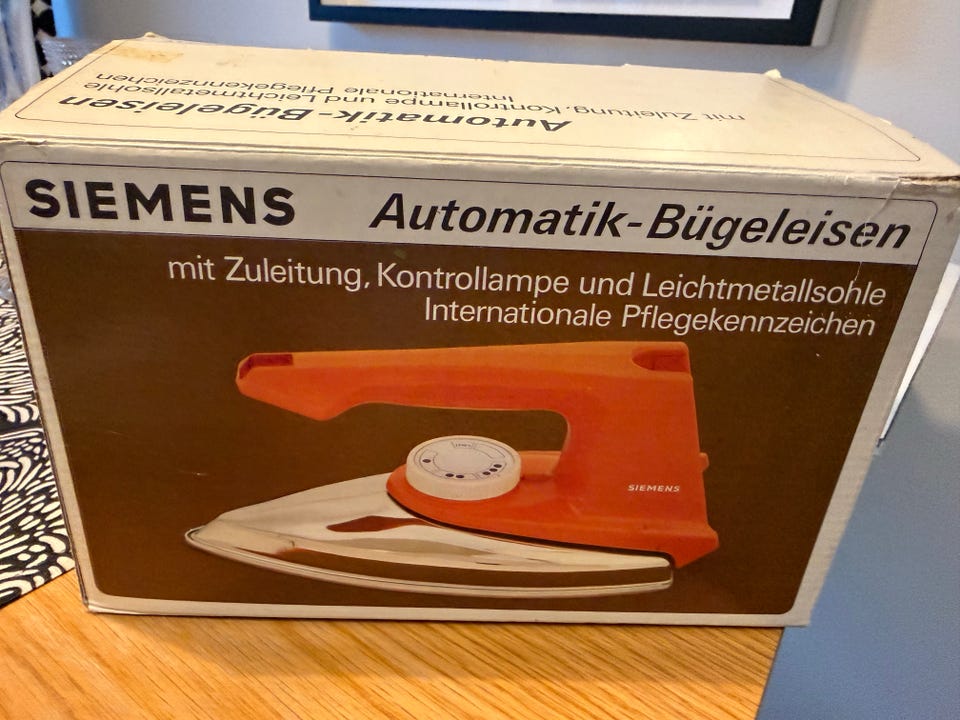 mit Zuleitung, Kontrollampe und Leichtmetallsohle
Internationale Pflegekennzeichen
Automatik-Bügeleisen
SIEMENS Automatik-Bügeleisen
mit Zuleitung, Kontrollampe und Leichtmetallsohle
Internationale Pflegekennzeichen
SIEMENS